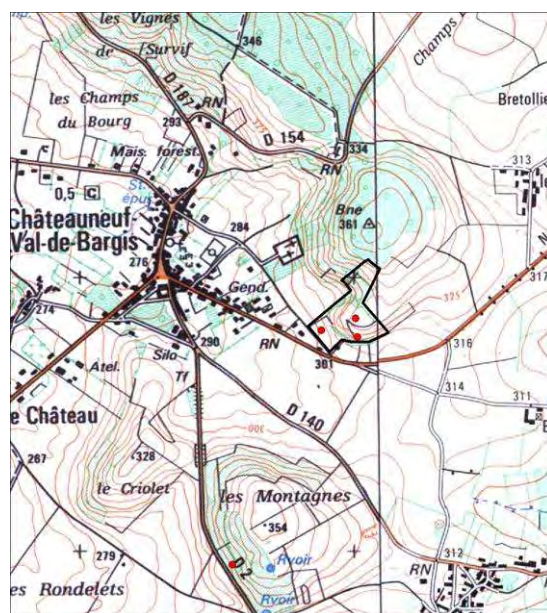 les Vignes
de Survif
346
Champs
les Champs
du Bourg
D 187
RN
293
D 154
375
Bretollie
334
RN
313
Mais. forest.
0,5 C
St.
épur.
Bne
361
Châteauneuf
Val-de-Bargis
284
276
325
317
N
Gend.
274
290
RN
301
316
Silo
Atel.
Tf
314
311
D 140
e Château
300
328
267
le Criolet
les Montagnes
354
279
D 2
Rvoir
312
RN
es Rondelets
Rvoir